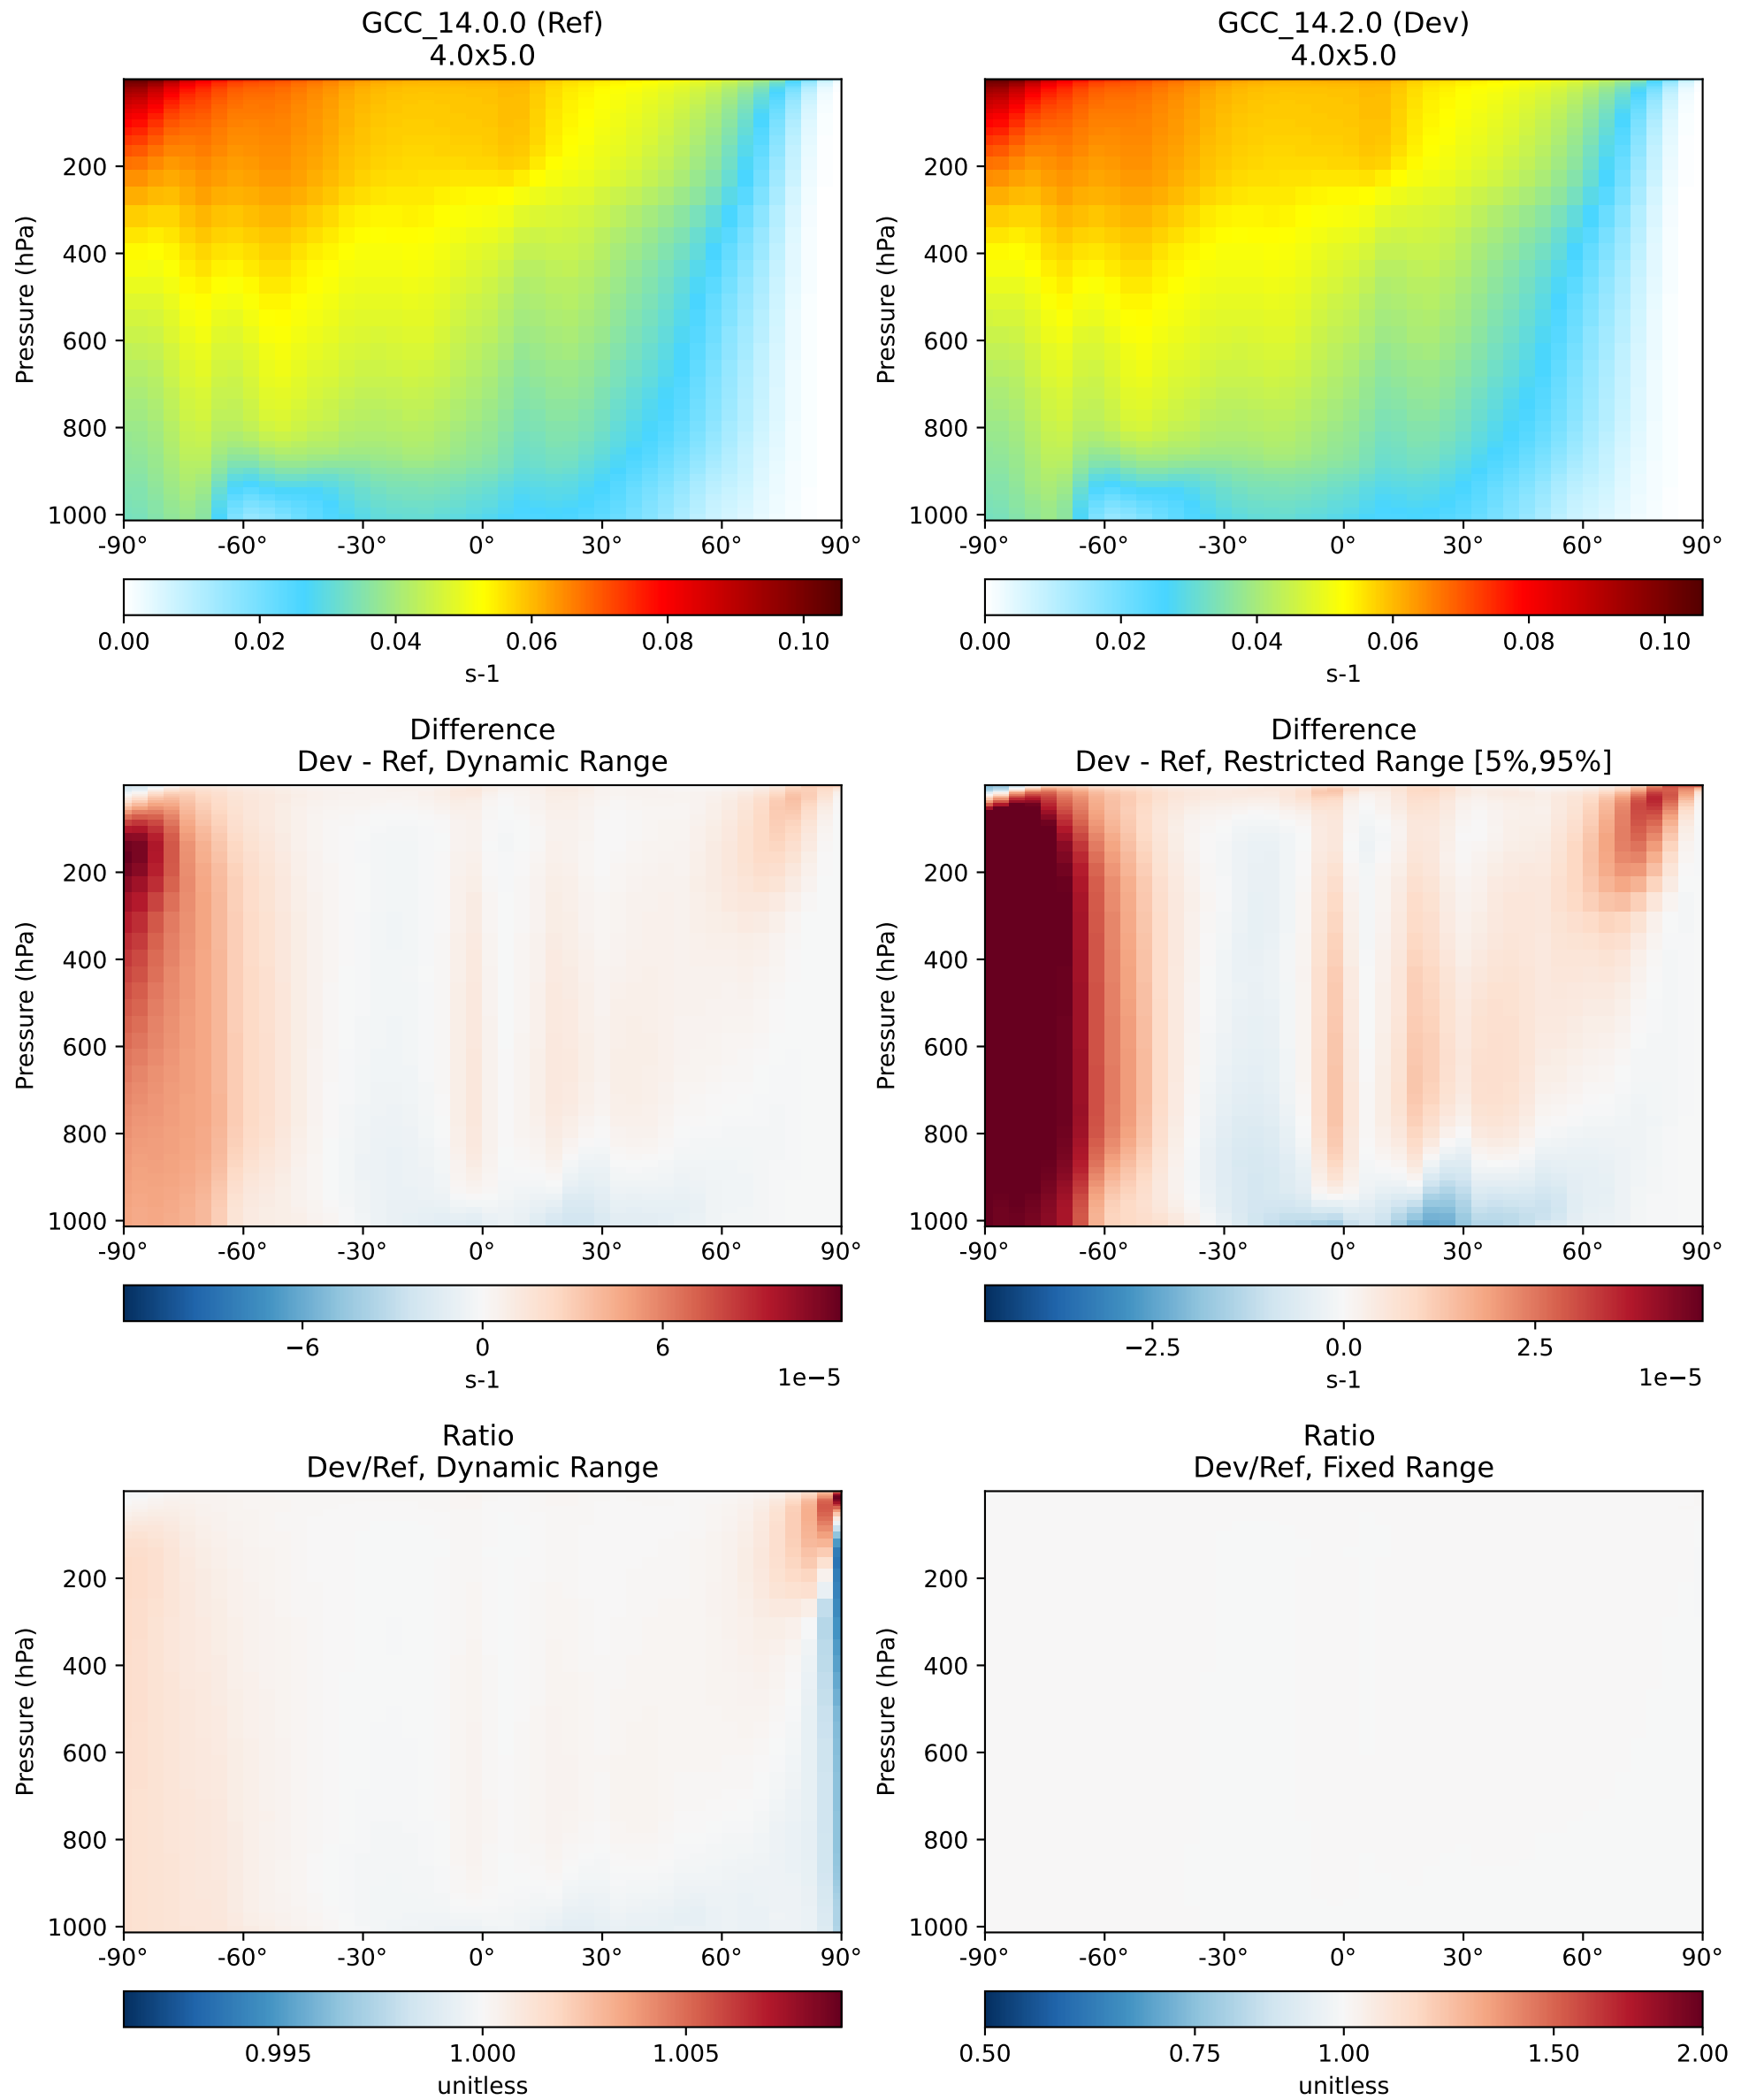 GCC_14.0.0 (Ref)
4.0x5.0
Pressure (hPa)
200
400
600
800
1000
-90° -60° -30° 0° 30° 60° 90°
0.00 0.02 0.04 0.06 0.08 0.10
s-1
GCC_14.2.0 (Dev)
4.0x5.0
Pressure (hPa)
200
400
600
800
1000
-90° -60° -30° 0° 30° 60° 90°
0.00 0.02 0.04 0.06 0.08 0.10
s-1
Difference
Dev - Ref, Dynamic Range
Pressure (hPa)
200
400
600
800
1000
-90° -60° -30° 0° 30° 60° 90°
−6 0 6
s-1 1e−5
Difference
Dev - Ref, Restricted Range [5%,95%]
Pressure (hPa)
200
400
600
800
1000
-90° -60° -30° 0° 30° 60° 90°
−2.5 0.0 2.5
s-1 1e−5
Ratio
Dev/Ref, Dynamic Range
Pressure (hPa)
200
400
600
800
1000
-90° -60° -30° 0° 30° 60° 90°
0.995 1.000 1.005
unitless
Ratio
Dev/Ref, Fixed Range
Pressure (hPa)
200
400
600
800
1000
-90° -60° -30° 0° 30° 60° 90°
0.50 0.75 1.00 1.50 2.00
unitless